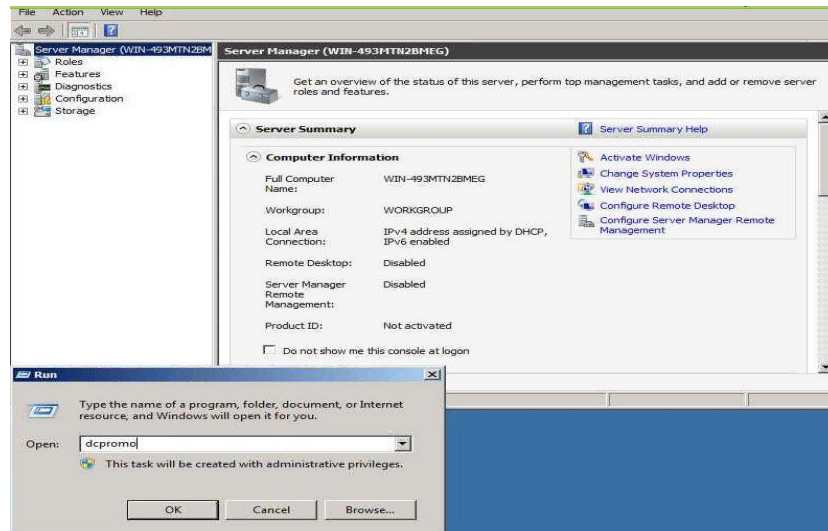 File Action View Help
Server Manager (WIN-493MTN2BM
Roles
Features
Diagnostics
Configuration
Storage
Server Manager (WIN-493MTN2BMEG)
Get an overview of the status of this server, perform top management tasks, and add or remove server
roles and features.
Server Summary
Server Summary Help
Computer Information
Full Computer
Name:
WIN-493MTN2BMEG
Workgroup:
WORKGROUP
Local Area
Connection:
IPv4 address assigned by DHCP,
IPv6 enabled
Remote Desktop:
Disabled
Server Manager
Remote
Management:
Disabled
Product ID:
Not activated
Do not show me this console at logon
Activate Windows
Change System Properties
View Network Connections
Configure Remote Desktop
Configure Server Manager Remote
Management
Run
Type the name of a program, folder, document, or Internet
resource, and Windows will open it for you.
Open:
dcpromo
This task will be created with administrative privileges.
OK
Cancel
Browse...